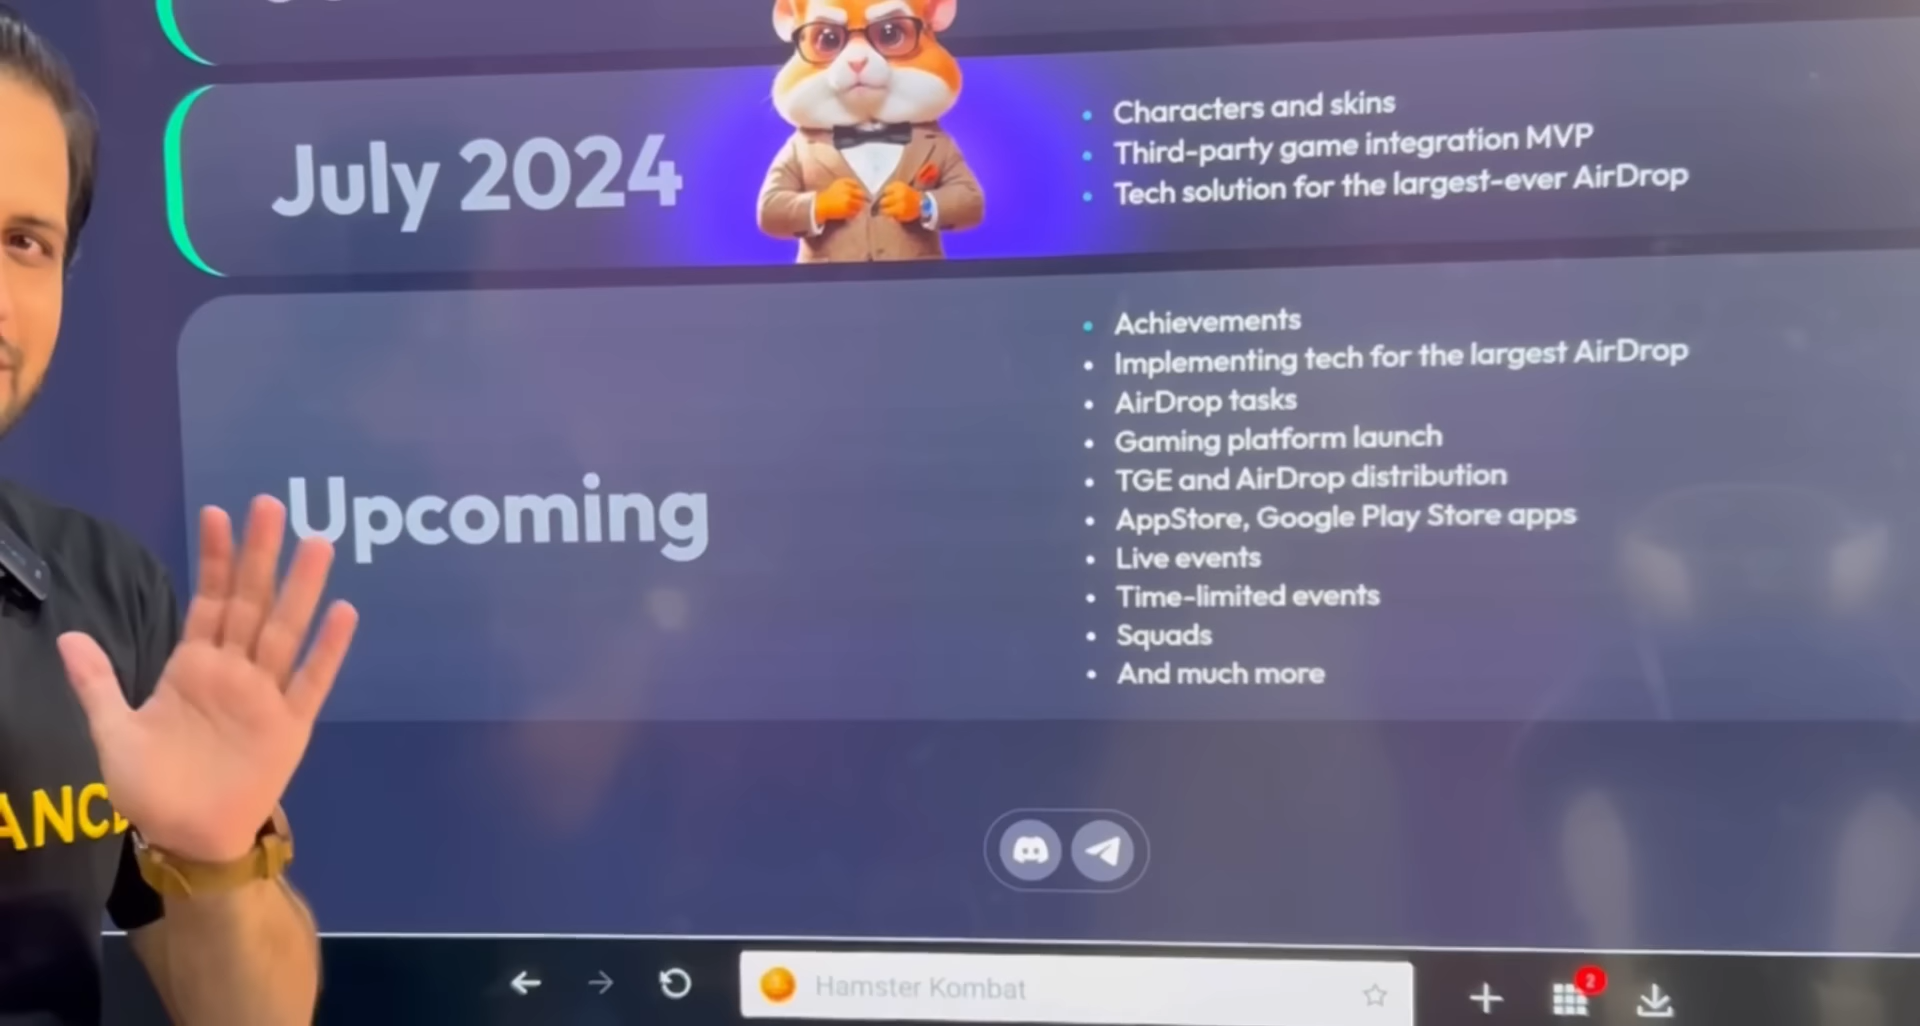 July 2024
Characters and skins
Third-party game integration MVP
Tech solution for the largest-ever AirDrop
Upcoming
Achievements
Implementing tech for the largest AirDrop
AirDrop tasks
Gaming platform launch
TGE and AirDrop distribution
AppStore, Google Play Store apps
Live events
Time-limited events
Squads
And much more
ANC
Hamster Kombat
2